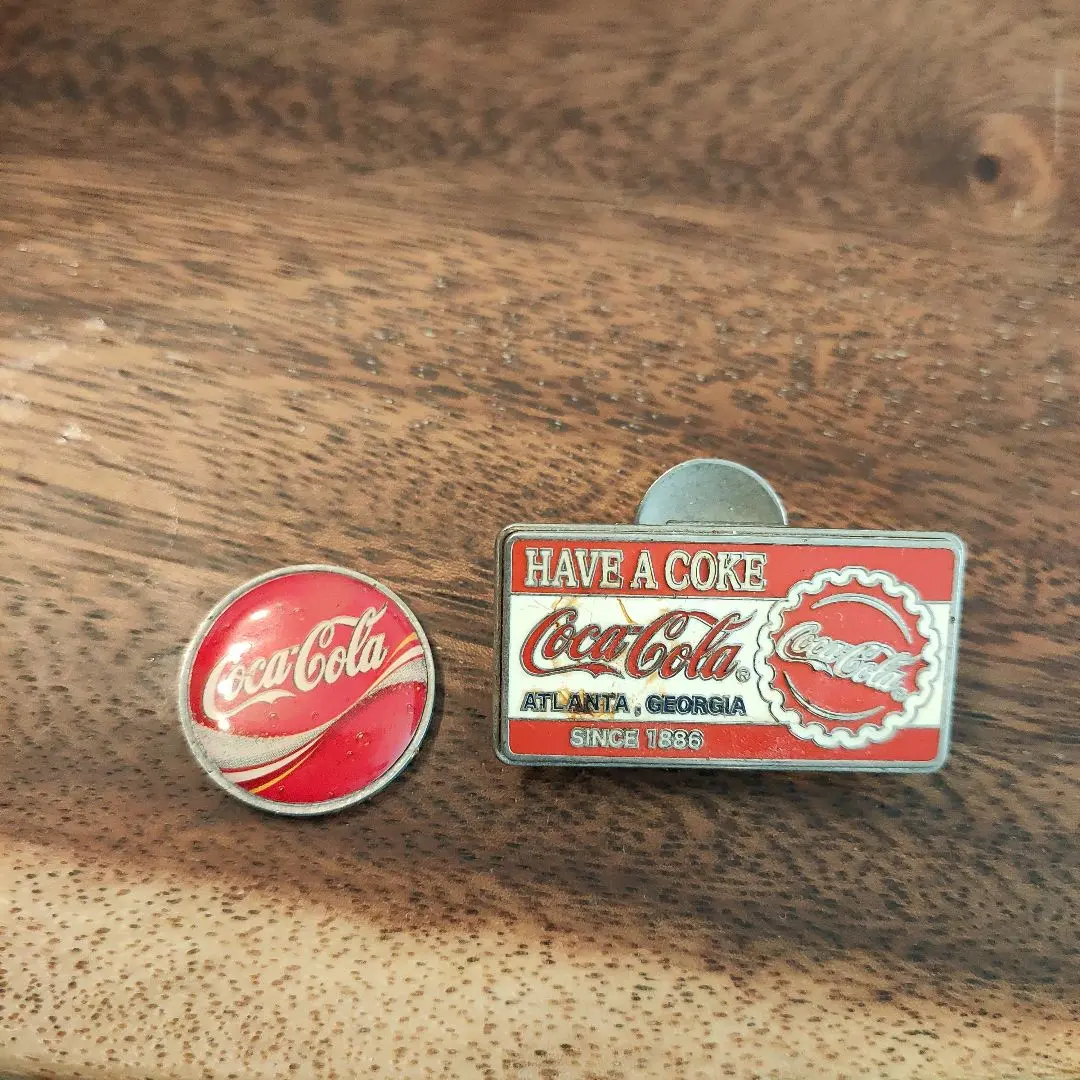 Coca-Cola
HAVE A COKE
Coca-Cola®
ATLANTA, GEORGIA
SINCE 1886
Coca-Cola®